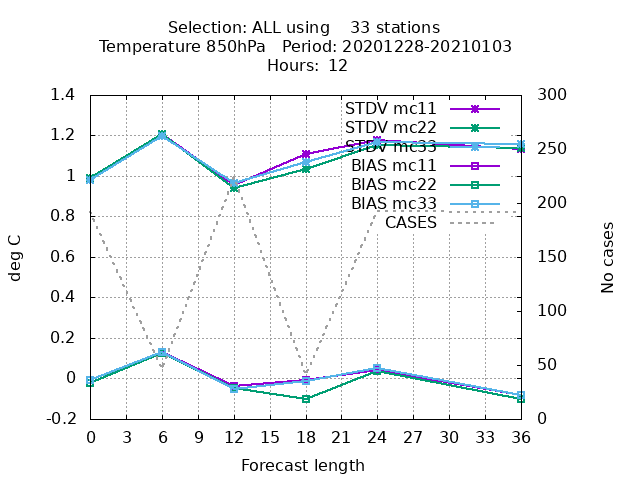 Selection: ALL using    33 stations
Temperature 850hPa   Period: 20201228-20210103
Hours: 12
1.4
1.2
1
0.8
0.6
0.4
0.2
0
-0.2
deg C
300
250
200
150
100
50
0
No cases
STDV mc11
STDV mc22
STDV mc33
BIAS mc11
BIAS mc22
BIAS mc33
CASES
0 3 6 9 12 15 18 21 24 27 30 33 36
Forecast length